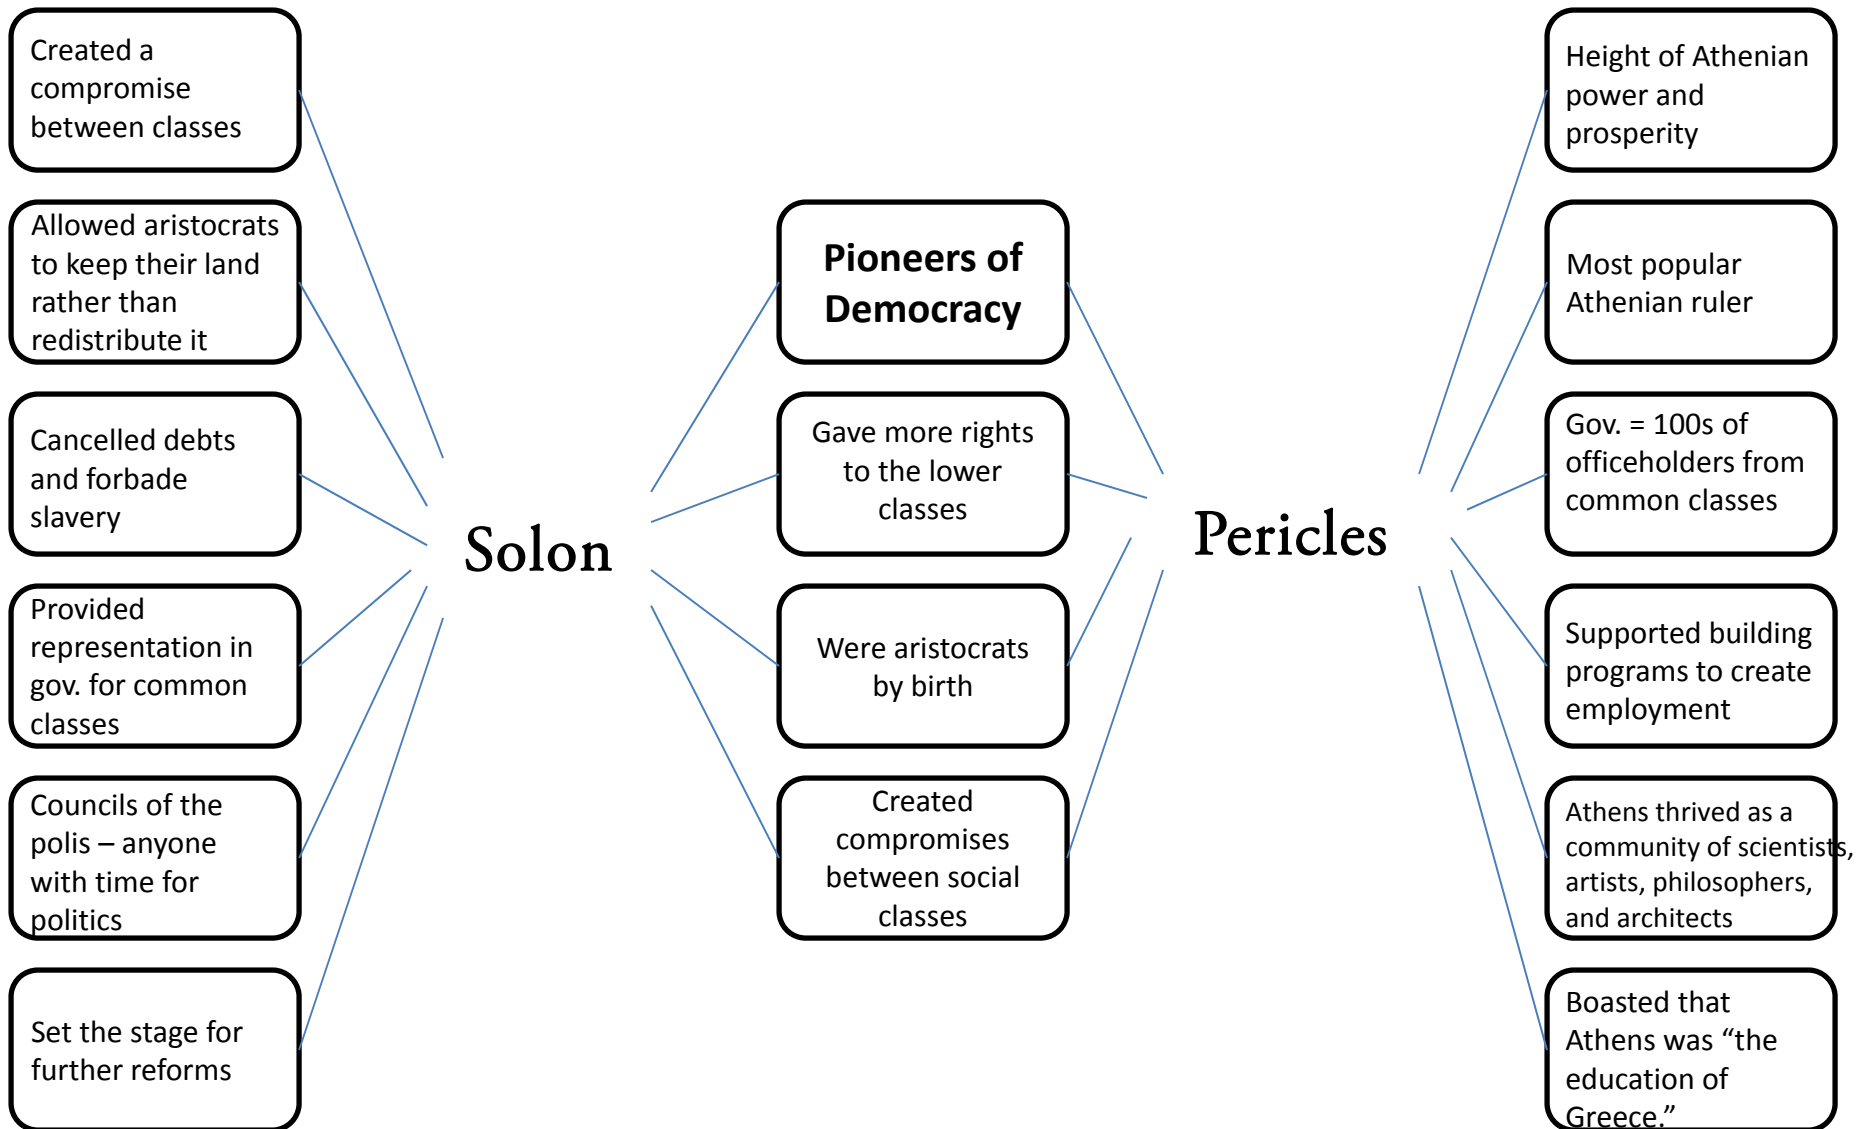 Created a
compromise
between classes
Allowed aristocrats
to keep their land
rather than
redistribute it
Cancelled debts
and forbade
slavery
Provided
representation in
gov. for common
classes
Councils of the
polis – anyone
with time for
politics
Set the stage for
further reforms
Solon
Pioneers of
Democracy
Gave more rights
to the lower
classes
Were aristocrats
by birth
Created
compromises
between social
classes
Pericles
Height of Athenian
power and
prosperity
Most popular
Athenian ruler
Gov. = 100s of
officeholders from
common classes
Supported building
programs to create
employment
Athens thrived as a
community of scientists,
artists, philosophers,
and architects
Boasted that
Athens was “the
education of
Greece.”